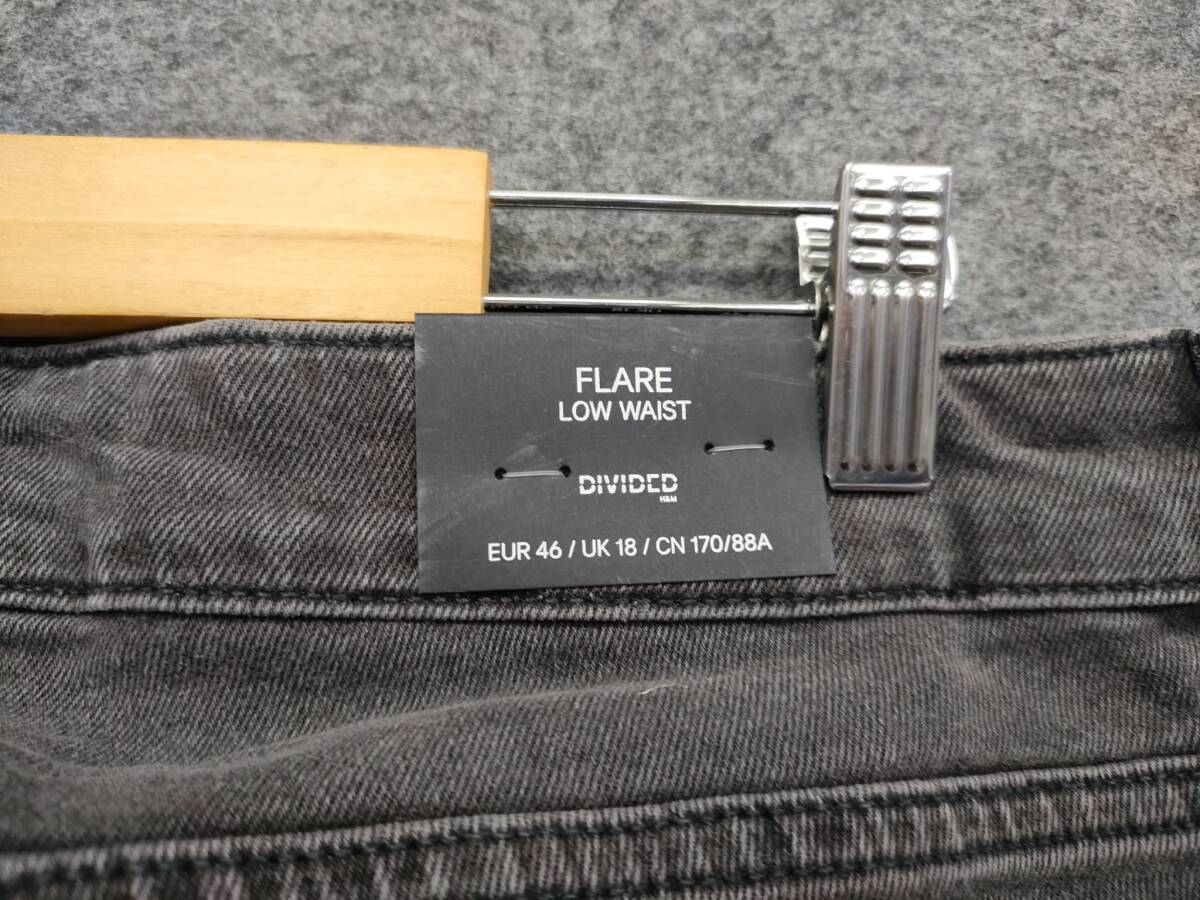 FLARE
LOW WAIST
DIVIDED
H&M
EUR 46 / UK 18 / CN 170/88A